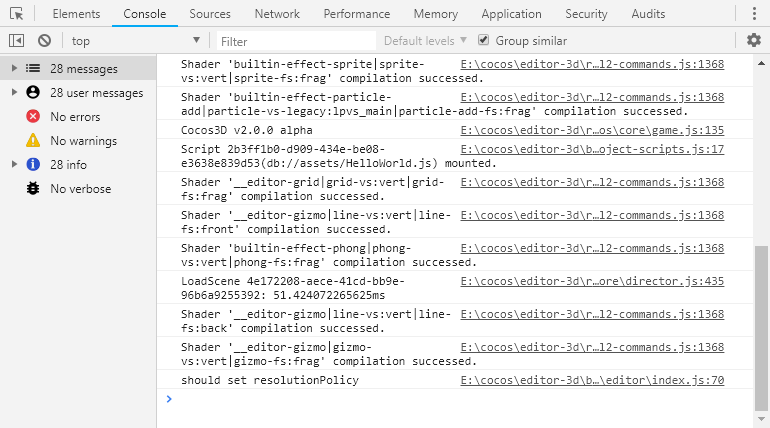 Elements Console Sources Network Performance Memory Application Security Audits
top Filter Default levels Group similar
28 messages
28 user messages
No errors
No warnings
28 info
No verbose
Shader 'builtin-effect-sprite|sprite- E:\cocos\editor-3d\r…l2-commands.js:1368
vs:vert|sprite-fs:frag' compilation successed.
Shader 'builtin-effect-particle- E:\cocos\editor-3d\r…l2-commands.js:1368
add|particle-vs-legacy:lpvs_main|particle-add-fs:frag' compilation successed.
Cocos3D v2.0.0 alpha E:\cocos\editor-3d\r…os\core\game.js:135
Script 2b3ff1b0-d909-434e-be08- E:\cocos\editor-3d\b…oject-scripts.js:17
e3638e839d53(db://assets/HelloWorld.js) mounted.
Shader '__editor-grid|grid-vs:vert|grid- E:\cocos\editor-3d\r…l2-commands.js:1368
fs:frag' compilation successed.
Shader '__editor-gizmo|line-vs:vert|line- E:\cocos\editor-3d\r…l2-commands.js:1368
fs:front' compilation successed.
Shader 'builtin-effect-phong|phong- E:\cocos\editor-3d\r…l2-commands.js:1368
vs:vert|phong-fs:frag' compilation successed.
LoadScene 4e172208-aece-41cd-bb9e- E:\cocos\editor-3d\r…ore\director.js:435
96b6a9255392: 51.424072265625ms
Shader '__editor-gizmo|line-vs:vert|line- E:\cocos\editor-3d\r…l2-commands.js:1368
fs:back' compilation successed.
Shader '__editor-gizmo|gizmo- E:\cocos\editor-3d\r…l2-commands.js:1368
vs:vert|gizmo-fs:frag' compilation successed.
should set resolutionPolicy E:\cocos\editor-3d\b…\editor\index.js:70